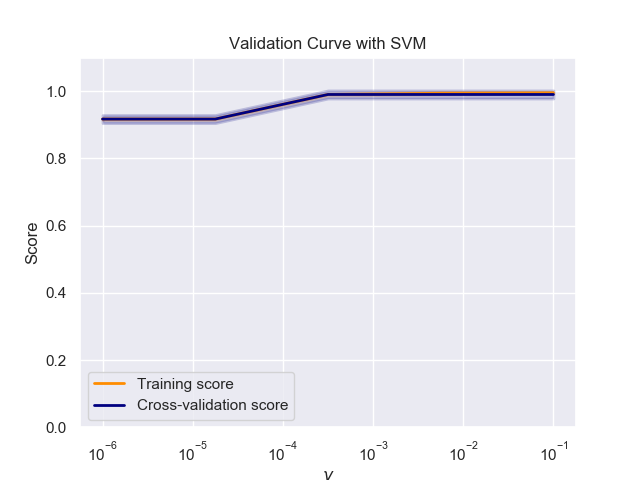 Validation Curve with SVM
Score
1.0
0.8
0.6
0.4
0.2
0.0
Training score
Cross-validation score
10⁻⁶ 10⁻⁵ 10⁻⁴ 10⁻³ 10⁻² 10⁻¹
ν